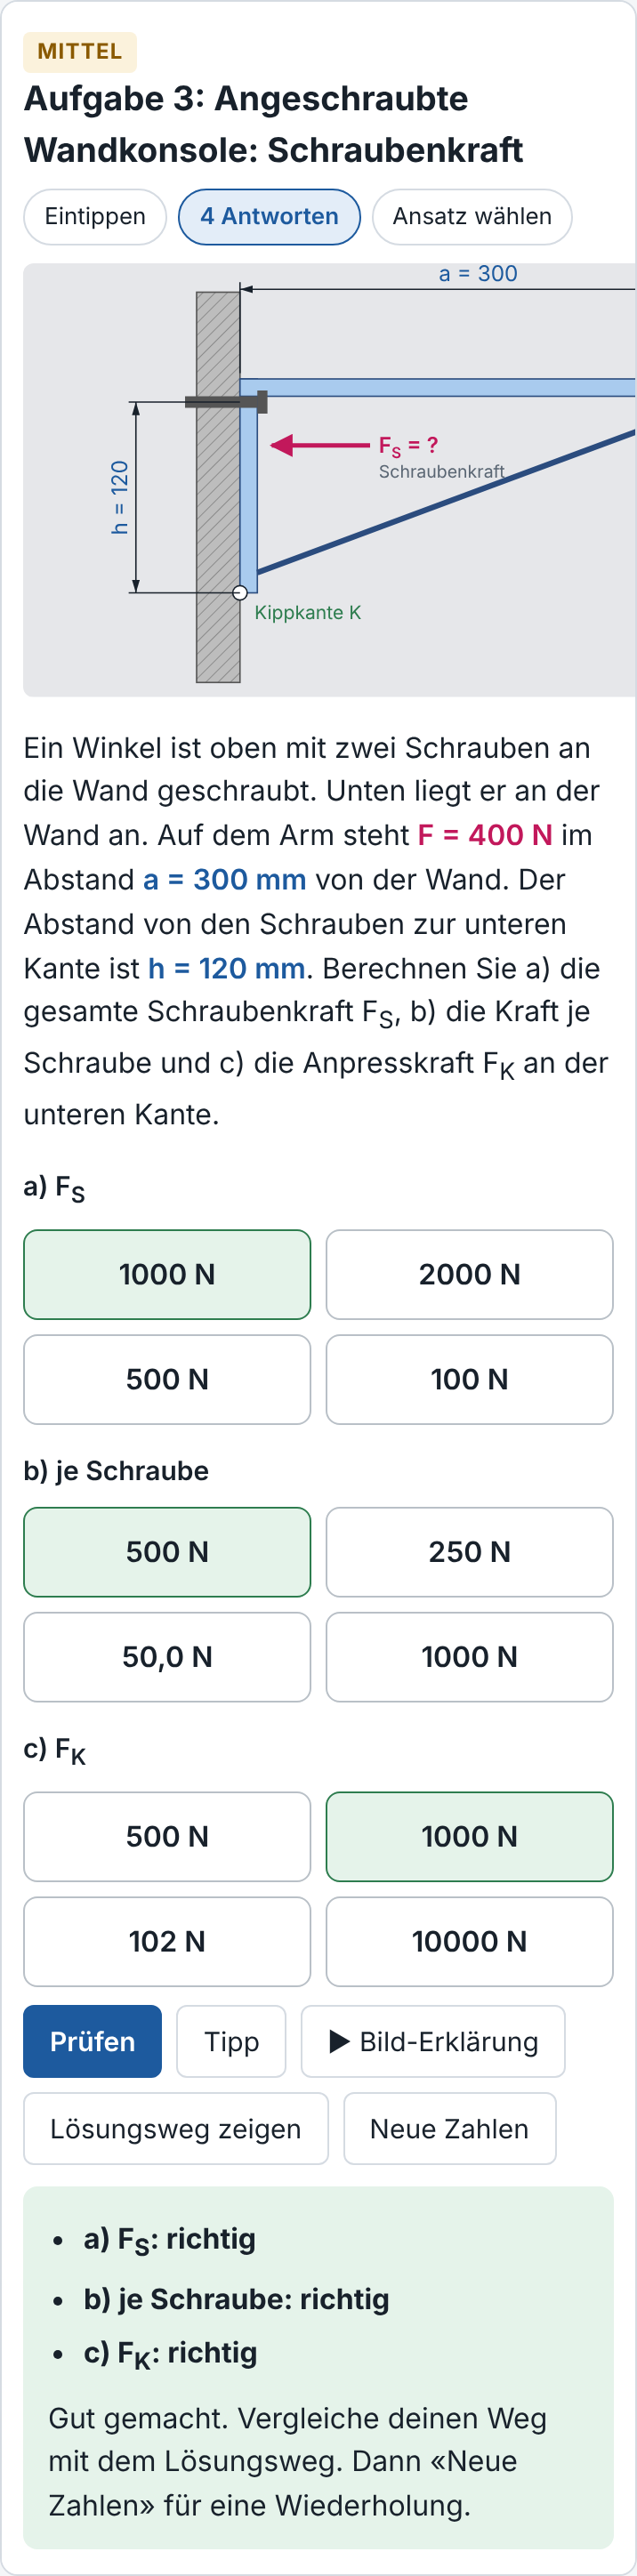 MITTEL
Aufgabe 3: Angeschraubte
Wandkonsole: Schraubenkraft
Eintippen
4 Antworten
Ansatz wählen
a = 300
h = 120
F_S = ?
Schraubenkraft
Kippkante K
Ein Winkel ist oben mit zwei Schrauben an
die Wand geschraubt. Unten liegt er an der
Wand an. Auf dem Arm steht F = 400 N im
Abstand a = 300 mm von der Wand. Der
Abstand von den Schrauben zur unteren
Kante ist h = 120 mm. Berechnen Sie a) die
gesamte Schraubenkraft F_S, b) die Kraft je
Schraube und c) die Anpresskraft F_K an der
unteren Kante.
a) F_S
1000 N
2000 N
500 N
100 N
b) je Schraube
500 N
250 N
50,0 N
1000 N
c) F_K
500 N
1000 N
102 N
10000 N
Prüfen
Tipp
▶ Bild-Erklärung
Lösungsweg zeigen
Neue Zahlen
• a) F_S: richtig
• b) je Schraube: richtig
• c) F_K: richtig
Gut gemacht. Vergleiche deinen Weg
mit dem Lösungsweg. Dann «Neue
Zahlen» für eine Wiederholung.